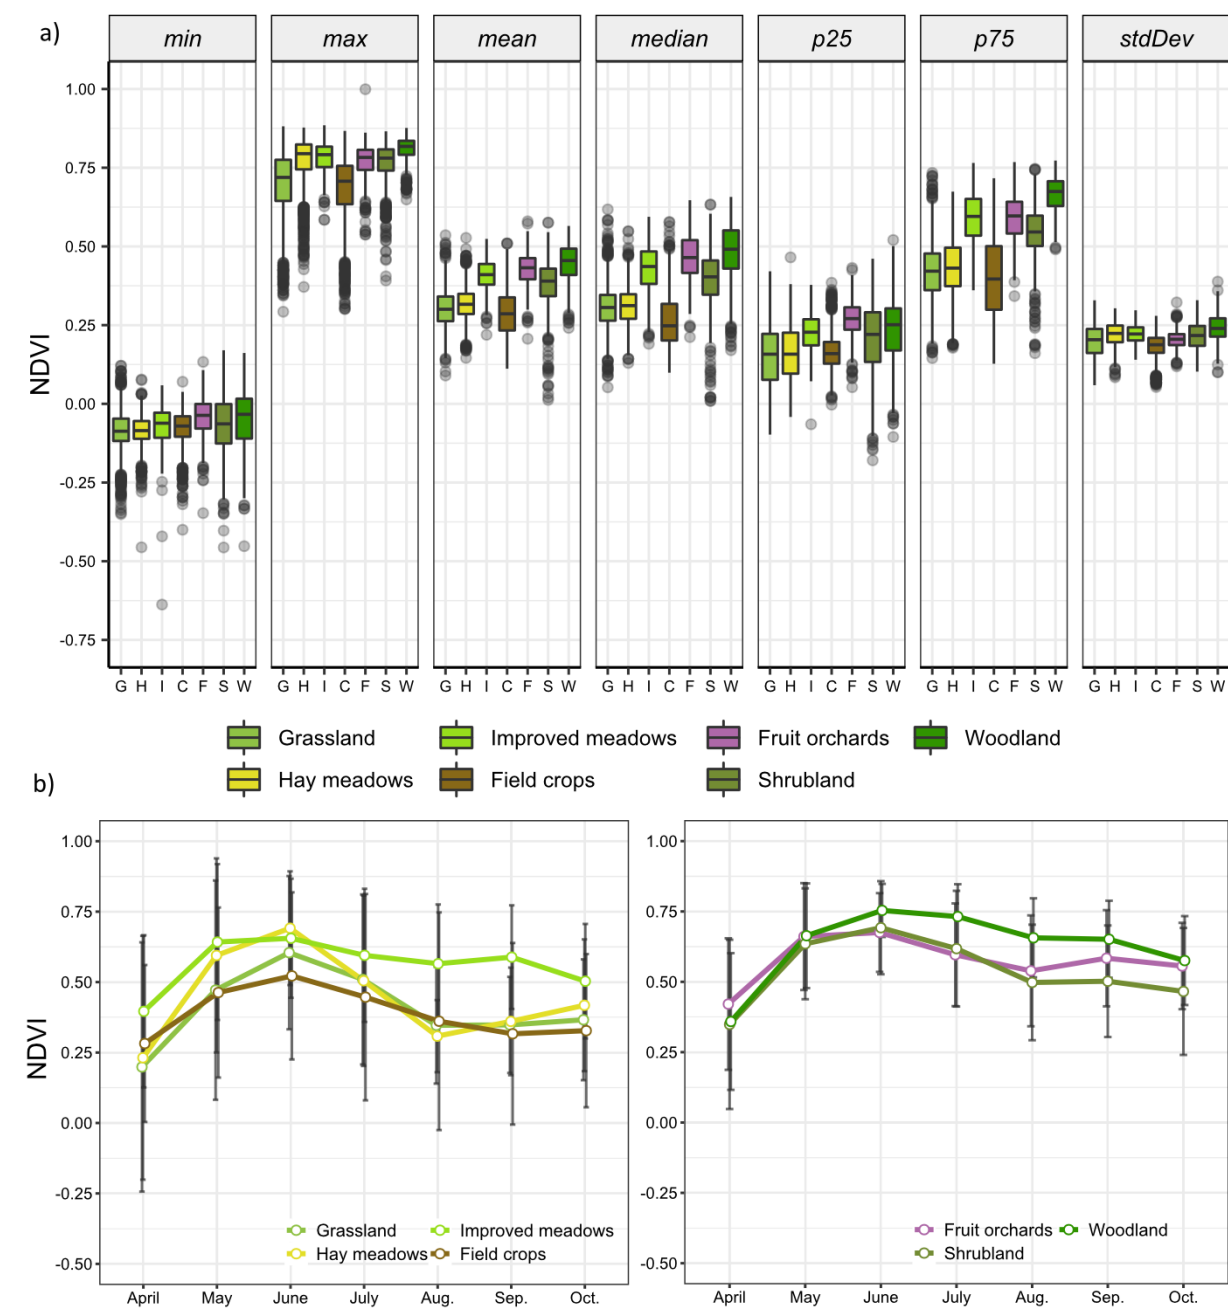 a)
min max mean median p25 p75 stdDev
1.00
0.75
0.50
0.25
0.00
-0.25
-0.50
-0.75
NDVI
G H I C F S W G H I C F S W G H I C F S W G H I C F S W G H I C F S W G H I C F S W G H I C F S W
Grassland Improved meadows Fruit orchards Woodland
Hay meadows Field crops Shrubland
b)
1.00
0.75
0.50
0.25
0.00
-0.25
-0.50
NDVI
Grassland Improved meadows
Hay meadows Field crops
April May June July Aug. Sep. Oct.
1.00
0.75
0.50
0.25
0.00
-0.25
-0.50
Fruit orchards Woodland
Shrubland
April May June July Aug. Sep. Oct.